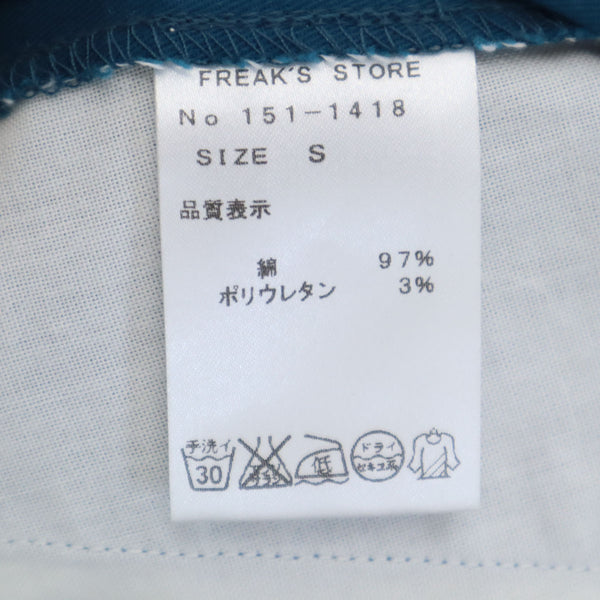 FREAK'S STORE
No 151-1418
SIZE S
品質表示
綿 97%
ポリウレタン 3%
手洗イ 30 低 ドライ セキユ系